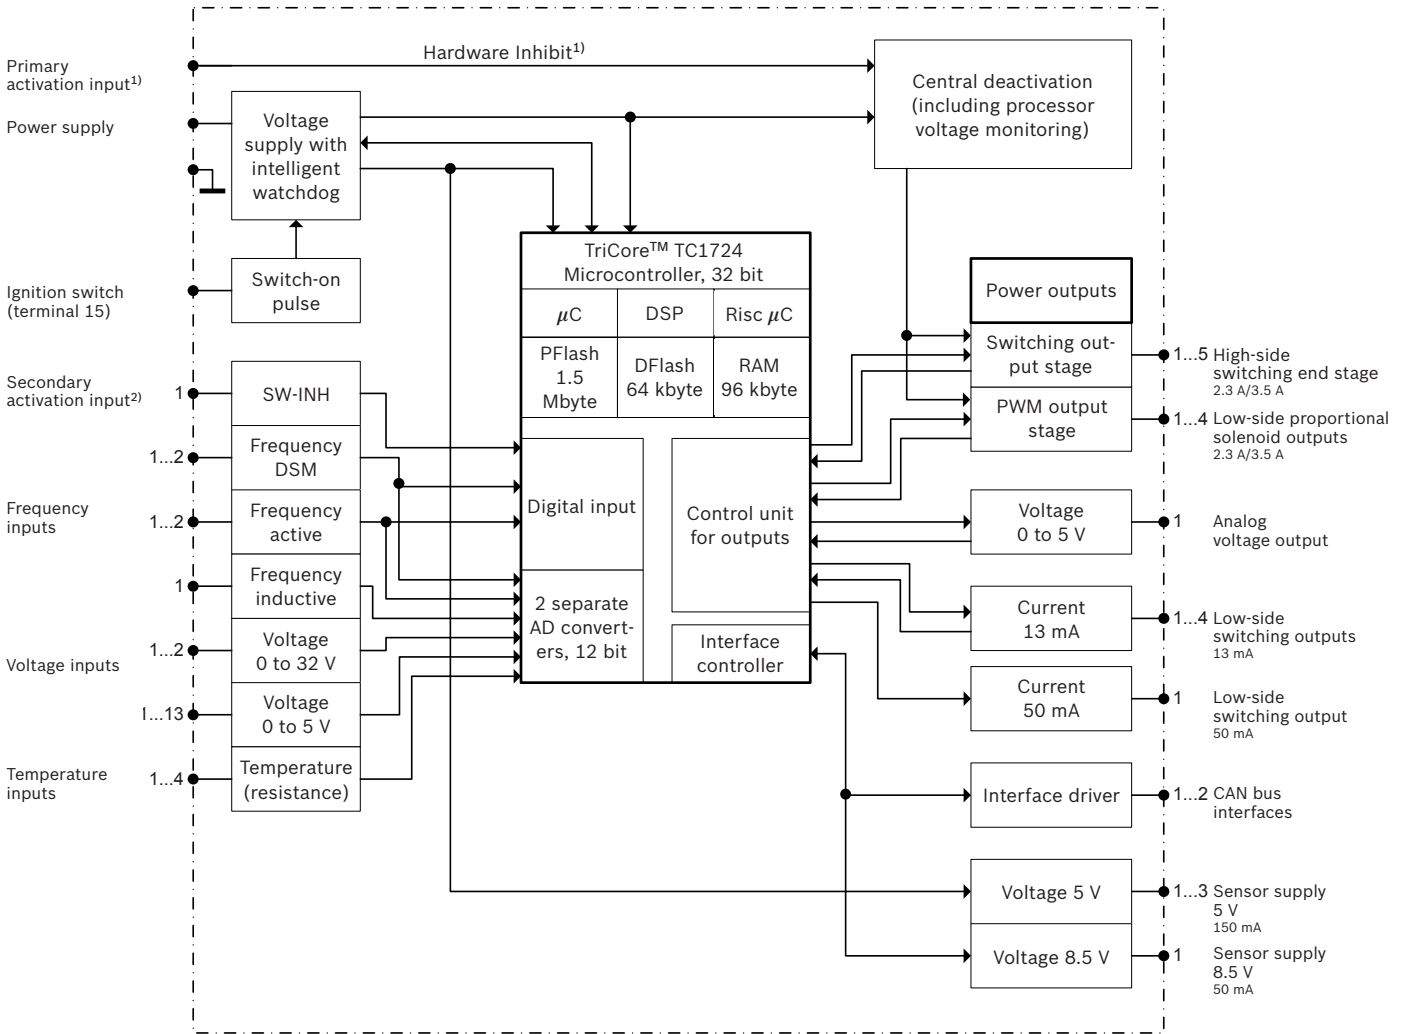 Hardware Inhibit1)
Primary
activation input1)
Power supply
Voltage
supply with
intelligent
watchdog
Central deactivation
(including processor
voltage monitoring)
Ignition switch
(terminal 15)
Switch-on
pulse
TriCore™ TC1724
Microcontroller, 32 bit
µC
DSP
Risc µC
PFlash
1.5
Mbyte
DFlash
64 kbyte
RAM
96 kbyte
Digital input
2 separate
AD convert-
ers, 12 bit
Control unit
for outputs
Interface
controller
Secondary
activation input2)
1
SW-INH
1...2
Frequency
DSM
Frequency
inputs
1...2
Frequency
active
1
Frequency
inductive
Voltage inputs
1...2
Voltage
0 to 32 V
1...13
Voltage
0 to 5 V
Temperature
inputs
1...4
Temperature
(resistance)
Power outputs
Switching out-
put stage
1...5 High-side
switching end stage
2.3 A/3.5 A
PWM output
stage
1...4 Low-side proportional
solenoid outputs
2.3 A/3.5 A
Voltage
0 to 5 V
1 Analog
voltage output
Current
13 mA
1...4 Low-side
switching outputs
13 mA
Current
50 mA
1 Low-side
switching output
50 mA
Interface driver
1...2 CAN bus
interfaces
Voltage 5 V
1...3 Sensor supply
5 V
150 mA
Voltage 8.5 V
1 Sensor supply
8.5 V
50 mA